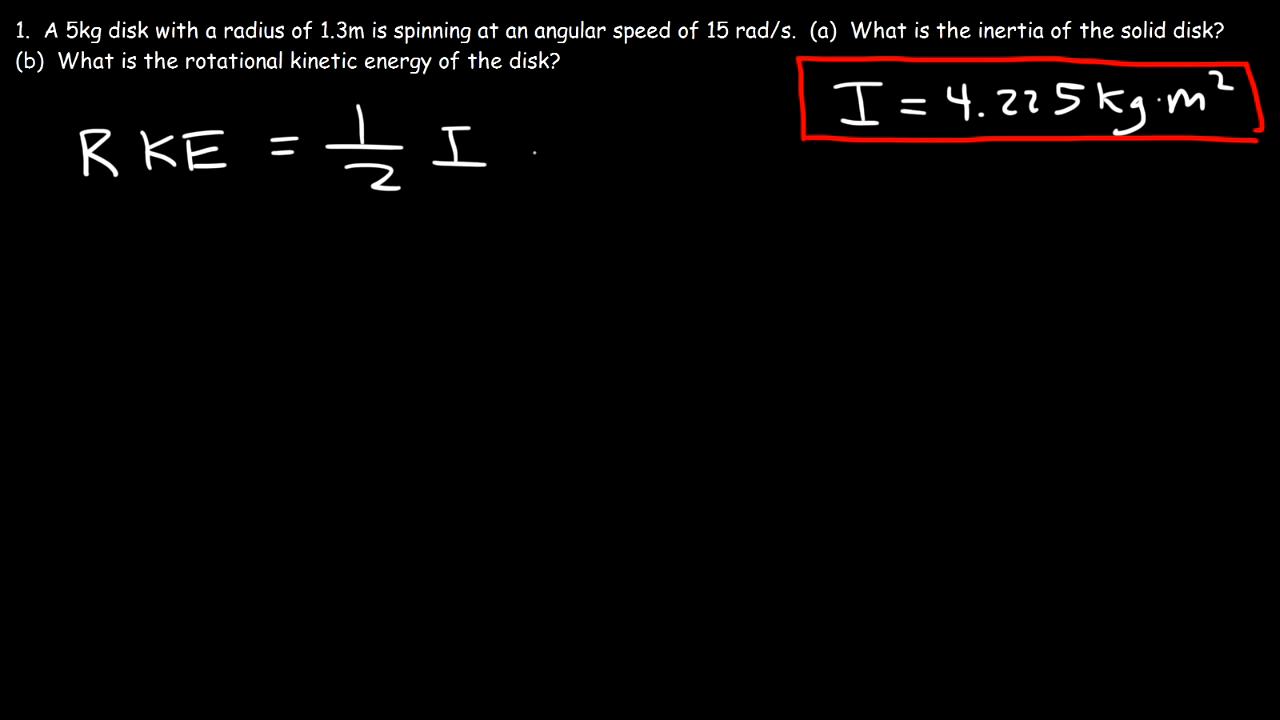 1. A 5kg disk with a radius of 1.3m is spinning at an angular speed of 15 rad/s. (a) What is the inertia of the solid disk?
(b) What is the rotational kinetic energy of the disk?
I = 4.225 kg·m²
RKE = 1/2 I